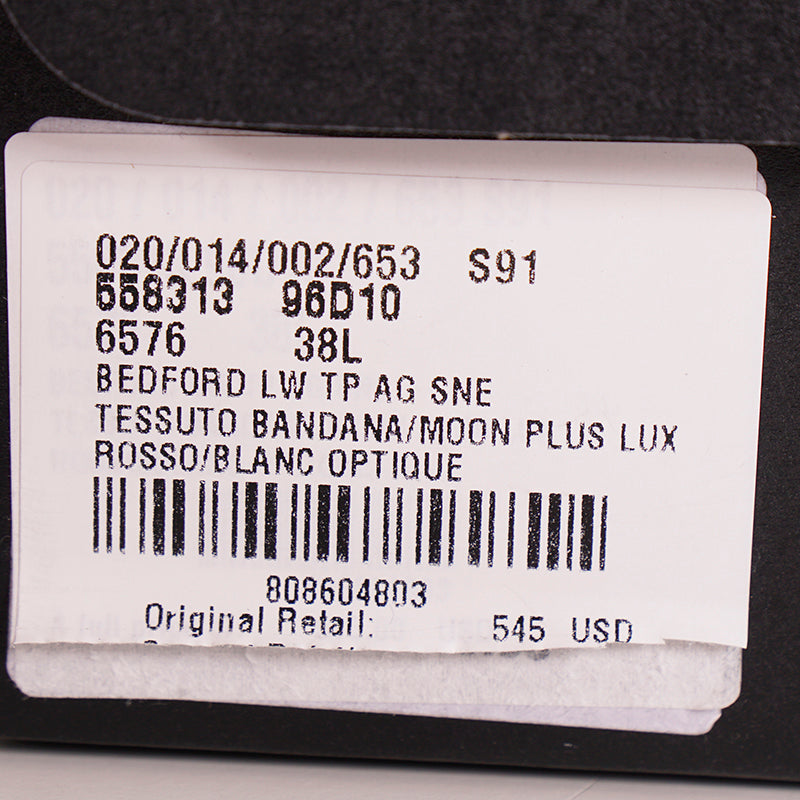 020/014/002/653 S91
558313 96D10
6576 38L
BEDFORD LW TP AG SNE
TESSUTO BANDANA/MOON PLUS LUX
ROSSO/BLANC OPTIQUE
808604803
Original Retail: 545 USD